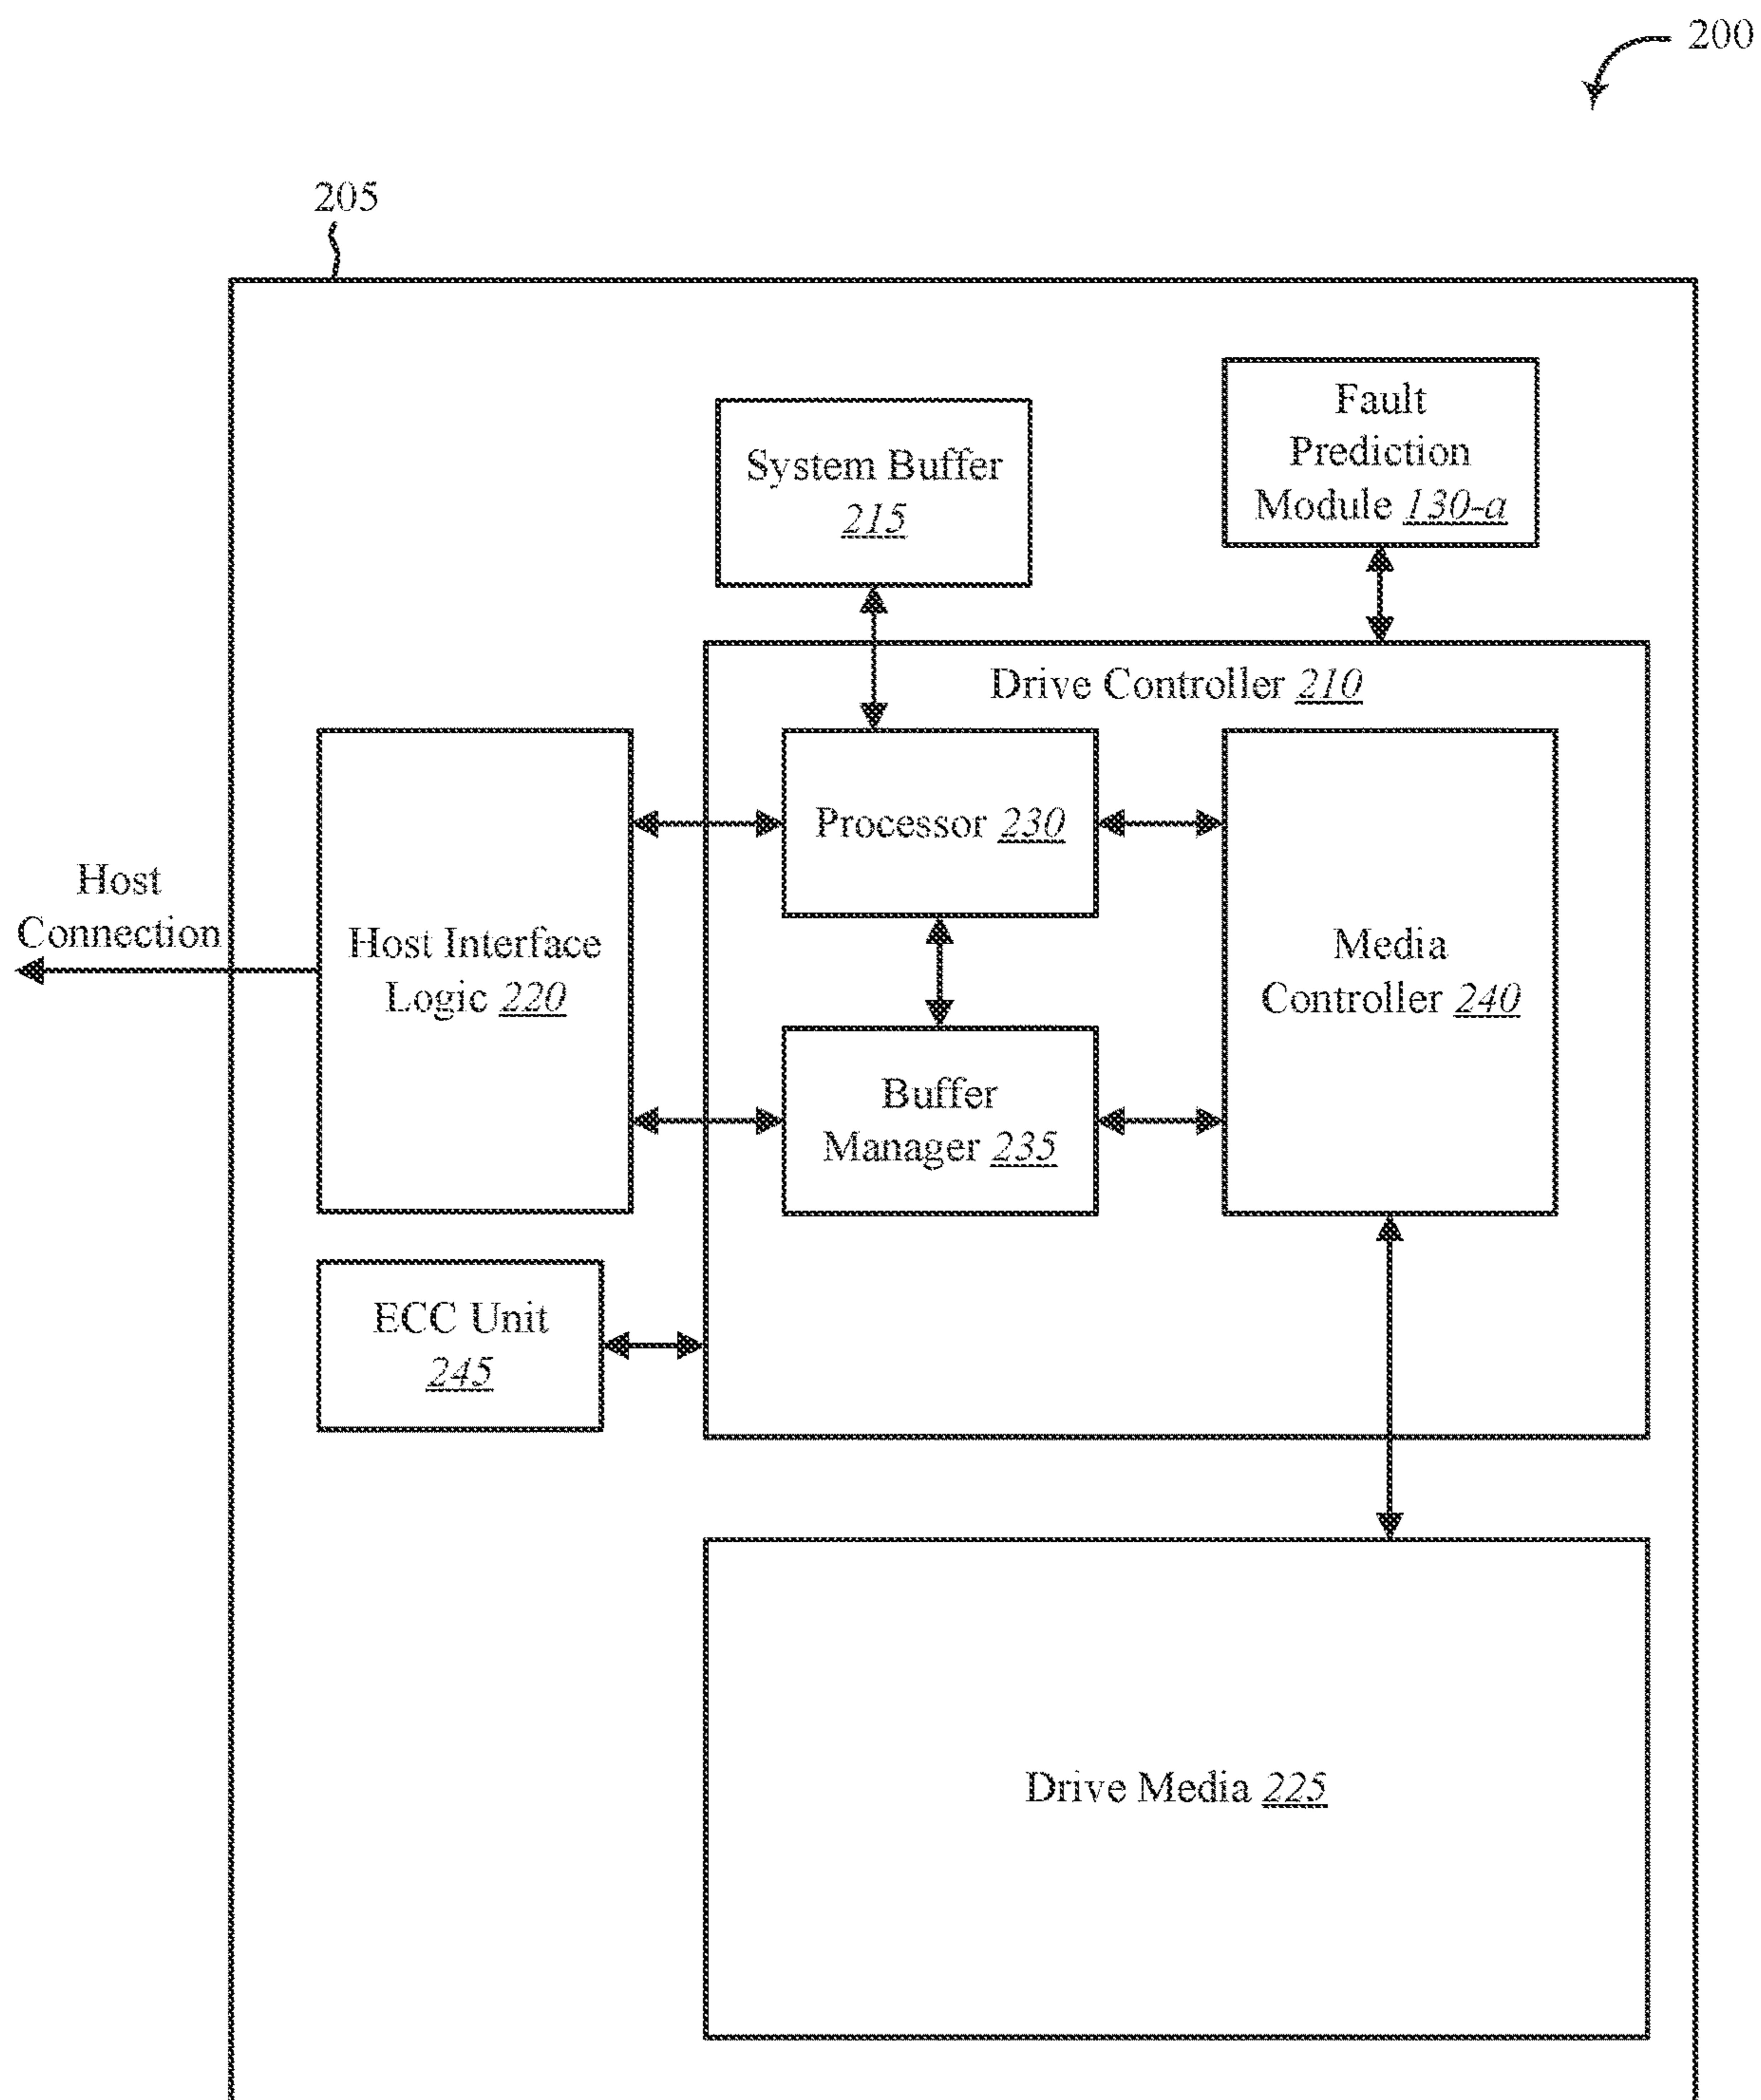 200
205
System Buffer
215
Fault
Prediction
Module 130-a
Drive Controller 210
Host
Connection
Host Interface
Logic 220
Processor 230
Media
Controller 240
Buffer
Manager 235
ECC Unit
245
Drive Media 225